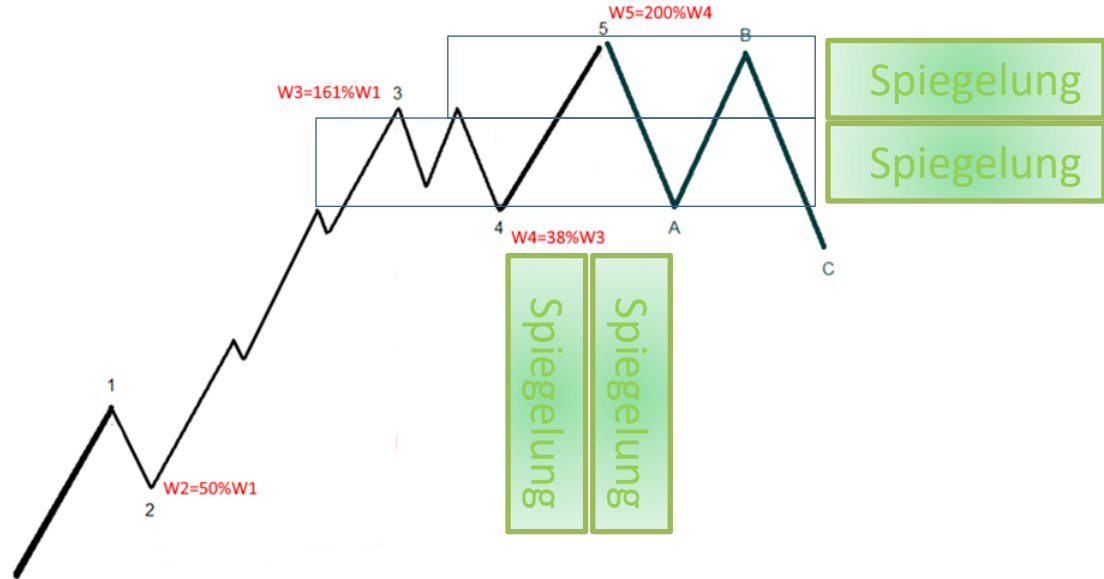 W5=200%W4
5
B
Spiegelung
W3=161%W1
3
Spiegelung
4
W4=38%W3
A
C
Spiegelung
Spiegelung
1
W2=50%W1
2